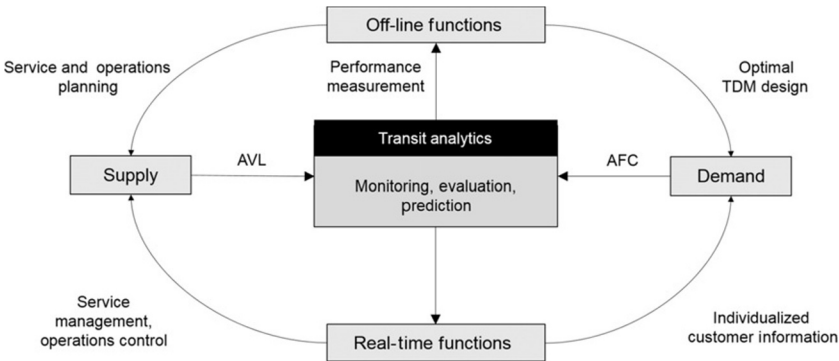 Off-line functions
Service and operations
planning
Performance
measurement
Optimal
TDM design
Transit analytics
Supply
AVL
Monitoring, evaluation,
prediction
AFC
Demand
Service
management,
operations control
Real-time functions
Individualized
customer information